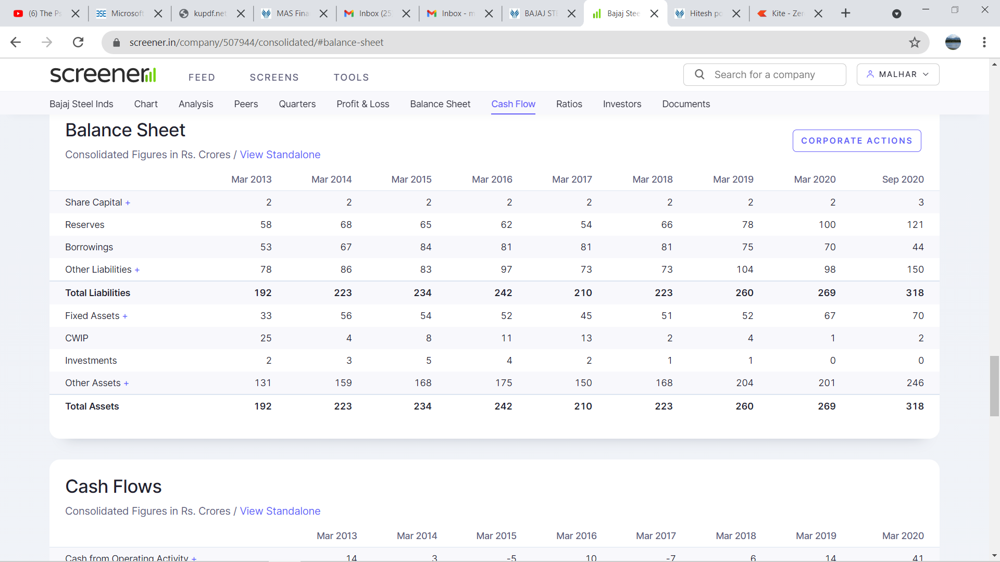 (6) The Ps Microsoft kupdf.net MAS Fina Inbox (25 Inbox - m BAJAJ STE Bajaj Stee Hitesh po Kite - Zer
screener.in/company/507944/consolidated/#balance-sheet
screener FEED SCREENS TOOLS Search for a company MALHAR
Bajaj Steel Inds Chart Analysis Peers Quarters Profit & Loss Balance Sheet Cash Flow Ratios Investors Documents
Balance Sheet
CORPORATE ACTIONS
Consolidated Figures in Rs. Crores / View Standalone
Mar 2013 Mar 2014 Mar 2015 Mar 2016 Mar 2017 Mar 2018 Mar 2019 Mar 2020 Sep 2020
Share Capital + 2 2 2 2 2 2 2 2 3
Reserves 58 68 65 62 54 66 78 100 121
Borrowings 53 67 84 81 81 81 75 70 44
Other Liabilities + 78 86 83 97 73 73 104 98 150
Total Liabilities 192 223 234 242 210 223 260 269 318
Fixed Assets + 33 56 54 52 45 51 52 67 70
CWIP 25 4 8 11 13 2 4 1 2
Investments 2 3 5 4 2 1 1 0 0
Other Assets + 131 159 168 175 150 168 204 201 246
Total Assets 192 223 234 242 210 223 260 269 318
Cash Flows
Consolidated Figures in Rs. Crores / View Standalone
Mar 2013 Mar 2014 Mar 2015 Mar 2016 Mar 2017 Mar 2018 Mar 2019 Mar 2020
Cash from Operating Activity + 14 3 -5 10 -7 6 14 41